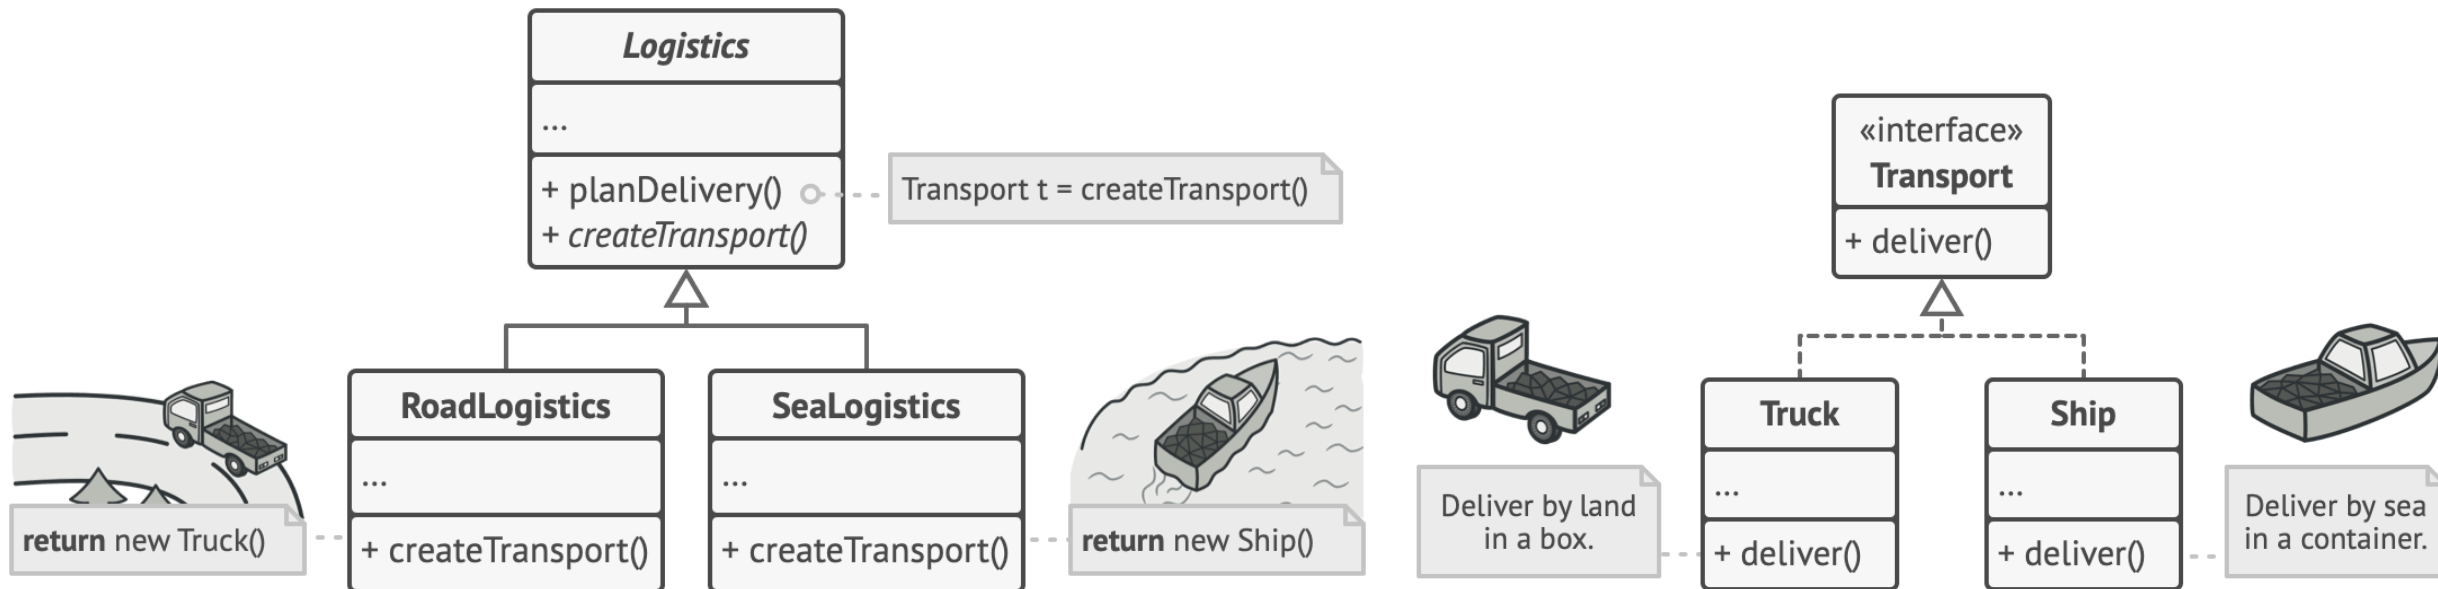 Logistics
...
+ planDelivery()
+ createTransport()
Transport t = createTransport()
RoadLogistics
...
+ createTransport()
return new Truck()
SeaLogistics
...
+ createTransport()
return new Ship()
«interface»
Transport
+ deliver()
Truck
...
+ deliver()
Deliver by land
in a box.
Ship
...
+ deliver()
Deliver by sea
in a container.